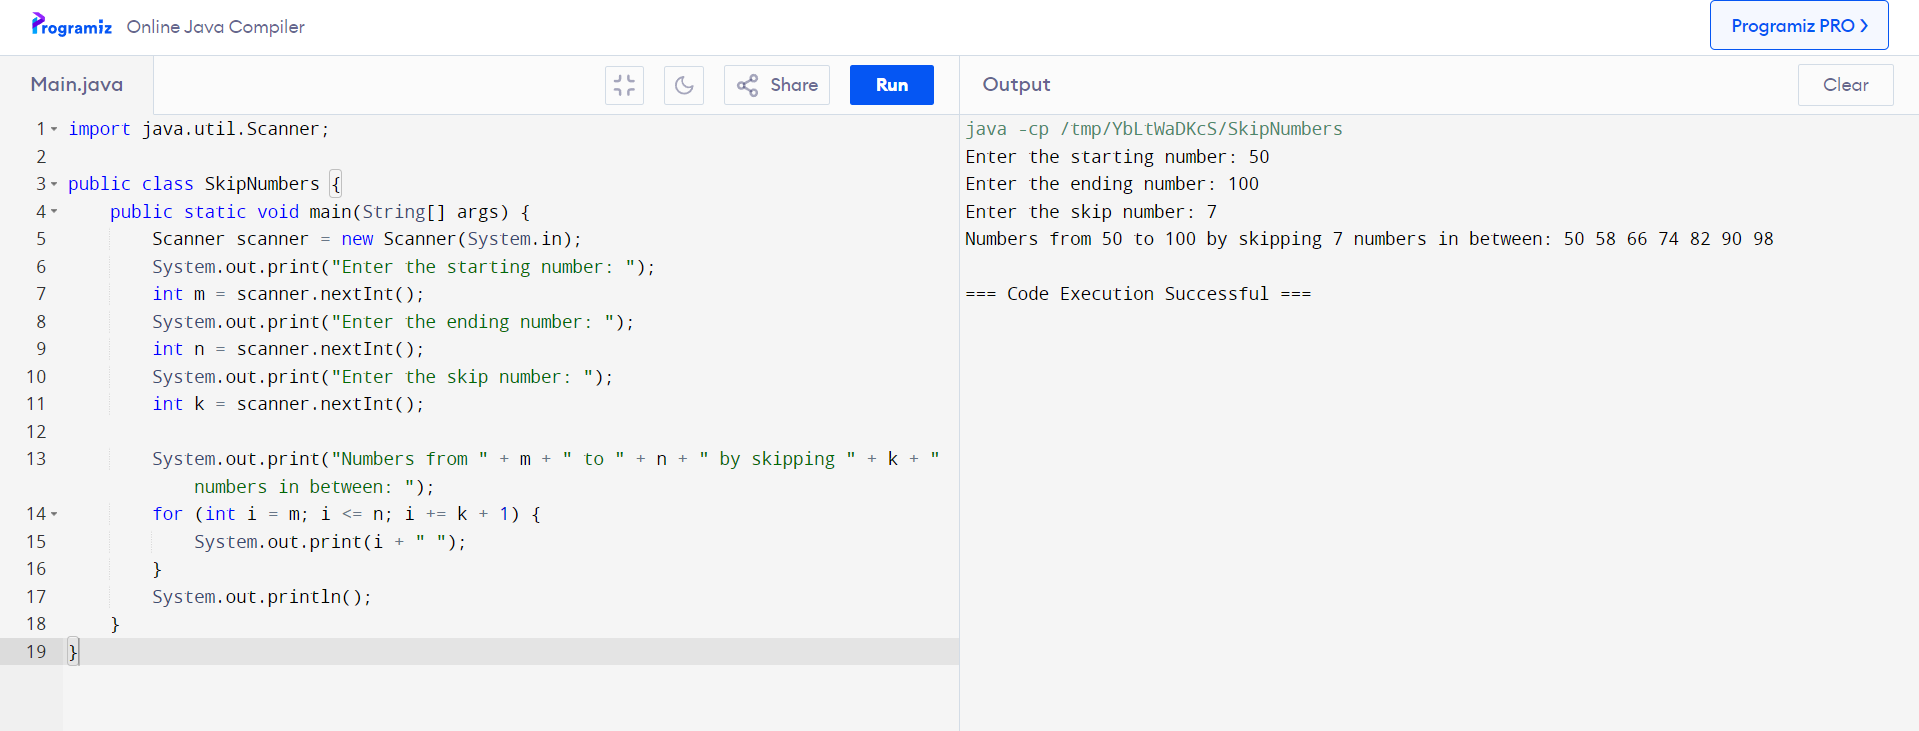 Programiz Online Java Compiler
Programiz PRO >
Main.java
Share
Run
Output
Clear
1 import java.util.Scanner;
2
3 public class SkipNumbers {
4     public static void main(String[] args) {
5         Scanner scanner = new Scanner(System.in);
6         System.out.print("Enter the starting number: ");
7         int m = scanner.nextInt();
8         System.out.print("Enter the ending number: ");
9         int n = scanner.nextInt();
10         System.out.print("Enter the skip number: ");
11         int k = scanner.nextInt();
12
13         System.out.print("Numbers from " + m + " to " + n + " by skipping " + k + "
numbers in between: ");
14         for (int i = m; i <= n; i += k + 1) {
15             System.out.print(i + " ");
16         }
17         System.out.println();
18     }
19 }
java -cp /tmp/YbLtWaDKcS/SkipNumbers
Enter the starting number: 50
Enter the ending number: 100
Enter the skip number: 7
Numbers from 50 to 100 by skipping 7 numbers in between: 50 58 66 74 82 90 98
=== Code Execution Successful ===